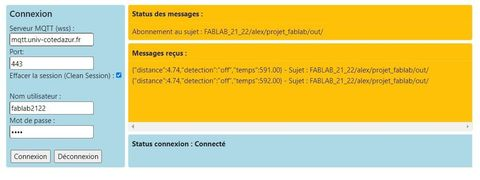 Connexion
Serveur MQTT (wss) :
mqtt.univ-cotedazur.fr
Port:
443
Effacer la session (Clean Session) :
Nom utilisateur :
fablab2122
Mot de passe :
••••
Connexion
Déconnexion
Status des messages :
Abonnement au sujet : FABLAB_21_22/alex/projet_fablab/out/
Messages reçus :
{"distance":4.74,"detection":"off","temps":591.00} - Sujet : FABLAB_21_22/alex/projet_fablab/out/
{"distance":4.74,"detection":"off","temps":592.00} - Sujet : FABLAB_21_22/alex/projet_fablab/out/
Status connexion : Connecté